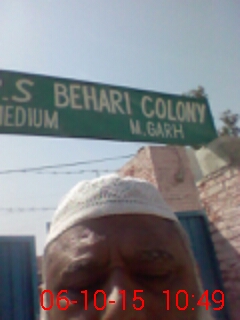 .S BEHARI COLONY
MEDIUM M.GARH
06-10-15 10:49